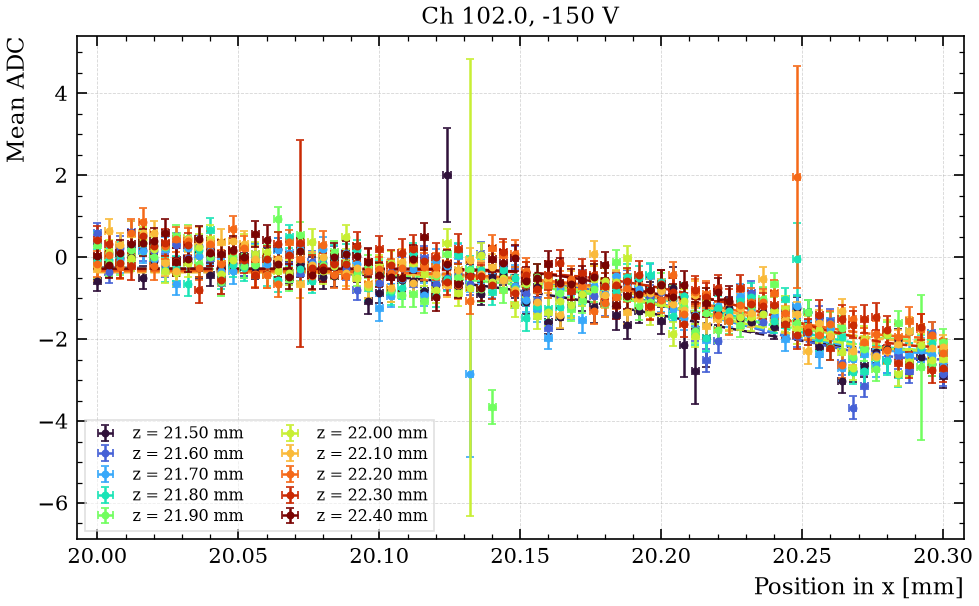 Ch 102.0, -150 V
Mean ADC
4
2
0
−2
−4
−6
z = 21.50 mm
z = 21.60 mm
z = 21.70 mm
z = 21.80 mm
z = 21.90 mm
z = 22.00 mm
z = 22.10 mm
z = 22.20 mm
z = 22.30 mm
z = 22.40 mm
20.00 20.05 20.10 20.15 20.20 20.25 20.30
Position in x [mm]